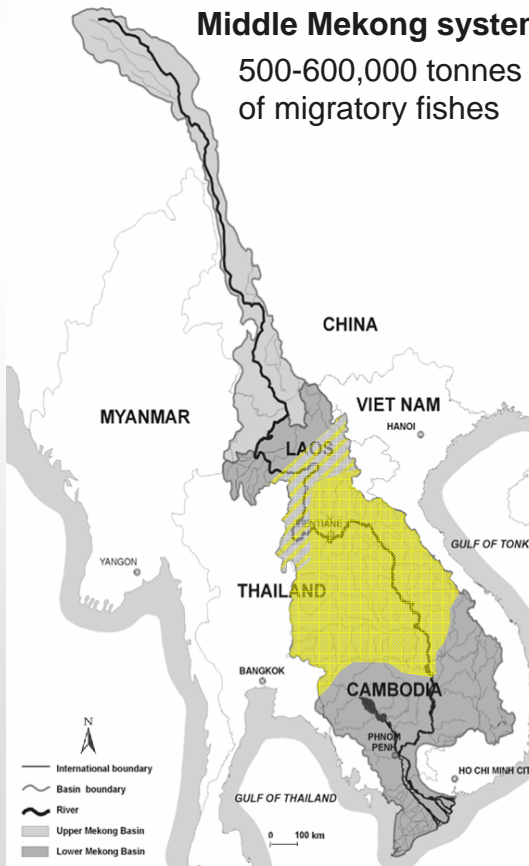 Middle Mekong system
500-600,000 tonnes
of migratory fishes
CHINA
VIET NAM
MYANMAR
HANOI
LAOS
VIENTIANE
GULF OF TONK
YANGON
THAILAND
BANGKOK
CAMBODIA
N
PHNOM
PENH
International boundary
Basin boundary
HO CHI MINH CIT
River
GULF OF THAILAND
Upper Mekong Basin
0 100 km
Lower Mekong Basin